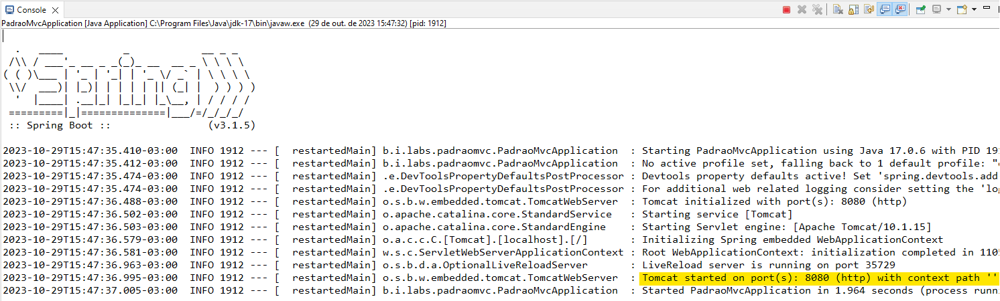 Console
PadraoMvcApplication [Java Application] C:\Program Files\Java\jdk-17\bin\javaw.exe  (29 de out. de 2023 15:47:32) [pid: 1912]
  .   ____          _            __ _ _
 /\\ / ___'_ __ _ _(_)_ __  __ _ \ \ \ \
( ( )\___ | '_ | '_| | '_ \/ _` | \ \ \ \
 \\/  ___)| |_)| | | | | || (_| |  ) ) ) )
  '  |____| .__|_| |_|_| |_\__, | / / / /
 =========|_|==============|___/=/_/_/_/
 :: Spring Boot ::                (v3.1.5)
2023-10-29T15:47:35.410-03:00  INFO 1912 --- [  restartedMain] b.i.labs.padraomvc.PadraoMvcApplication  : Starting PadraoMvcApplication using Java 17.0.6 with PID 191
2023-10-29T15:47:35.412-03:00  INFO 1912 --- [  restartedMain] b.i.labs.padraomvc.PadraoMvcApplication  : No active profile set, falling back to 1 default profile: "
2023-10-29T15:47:35.474-03:00  INFO 1912 --- [  restartedMain] .e.DevToolsPropertyDefaultsPostProcessor : Devtools property defaults active! Set 'spring.devtools.add
2023-10-29T15:47:35.474-03:00  INFO 1912 --- [  restartedMain] .e.DevToolsPropertyDefaultsPostProcessor : For additional web related logging consider setting the 'log
2023-10-29T15:47:36.488-03:00  INFO 1912 --- [  restartedMain] o.s.b.w.embedded.tomcat.TomcatWebServer  : Tomcat initialized with port(s): 8080 (http)
2023-10-29T15:47:36.502-03:00  INFO 1912 --- [  restartedMain] o.apache.catalina.core.StandardService   : Starting service [Tomcat]
2023-10-29T15:47:36.503-03:00  INFO 1912 --- [  restartedMain] o.apache.catalina.core.StandardEngine    : Starting Servlet engine: [Apache Tomcat/10.1.15]
2023-10-29T15:47:36.579-03:00  INFO 1912 --- [  restartedMain] o.a.c.c.C.[Tomcat].[localhost].[/]       : Initializing Spring embedded WebApplicationContext
2023-10-29T15:47:36.581-03:00  INFO 1912 --- [  restartedMain] w.s.c.ServletWebServerApplicationContext : Root WebApplicationContext: initialization completed in 1105
2023-10-29T15:47:36.963-03:00  INFO 1912 --- [  restartedMain] o.s.b.d.a.OptionalLiveReloadServer       : LiveReload server is running on port 35729
2023-10-29T15:47:36.995-03:00  INFO 1912 --- [  restartedMain] o.s.b.w.embedded.tomcat.TomcatWebServer  : Tomcat started on port(s): 8080 (http) with context path ''
2023-10-29T15:47:37.005-03:00  INFO 1912 --- [  restartedMain] b.i.labs.padraomvc.PadraoMvcApplication  : Started PadraoMvcApplication in 1.964 seconds (process runni